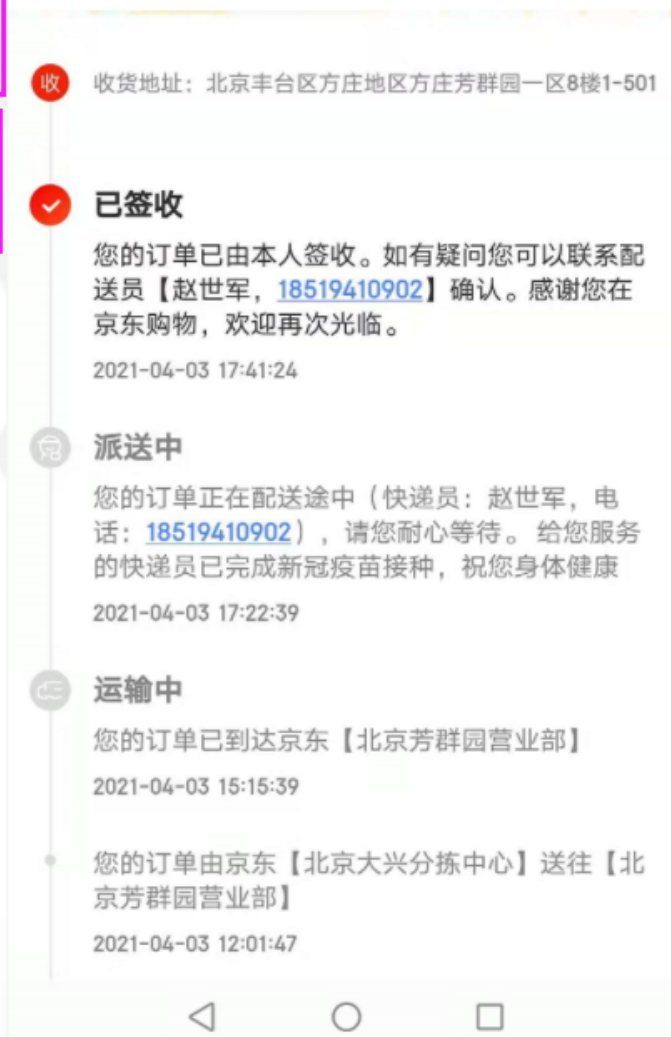 收 收货地址：北京丰台区方庄地区方庄芳群园一区8楼1-501
已签收
您的订单已由本人签收。如有疑问您可以联系配
送员【赵世军，18519410902】确认。感谢您在
京东购物，欢迎再次光临。
2021-04-03 17:41:24
派送中
您的订单正在配送途中（快递员：赵世军，电
话：18519410902），请您耐心等待。 给您服务
的快递员已完成新冠疫苗接种，祝您身体健康
2021-04-03 17:22:39
运输中
您的订单已到达京东【北京芳群园营业部】
2021-04-03 15:15:39
您的订单由京东【北京大兴分拣中心】送往【北
京芳群园营业部】
2021-04-03 12:01:47